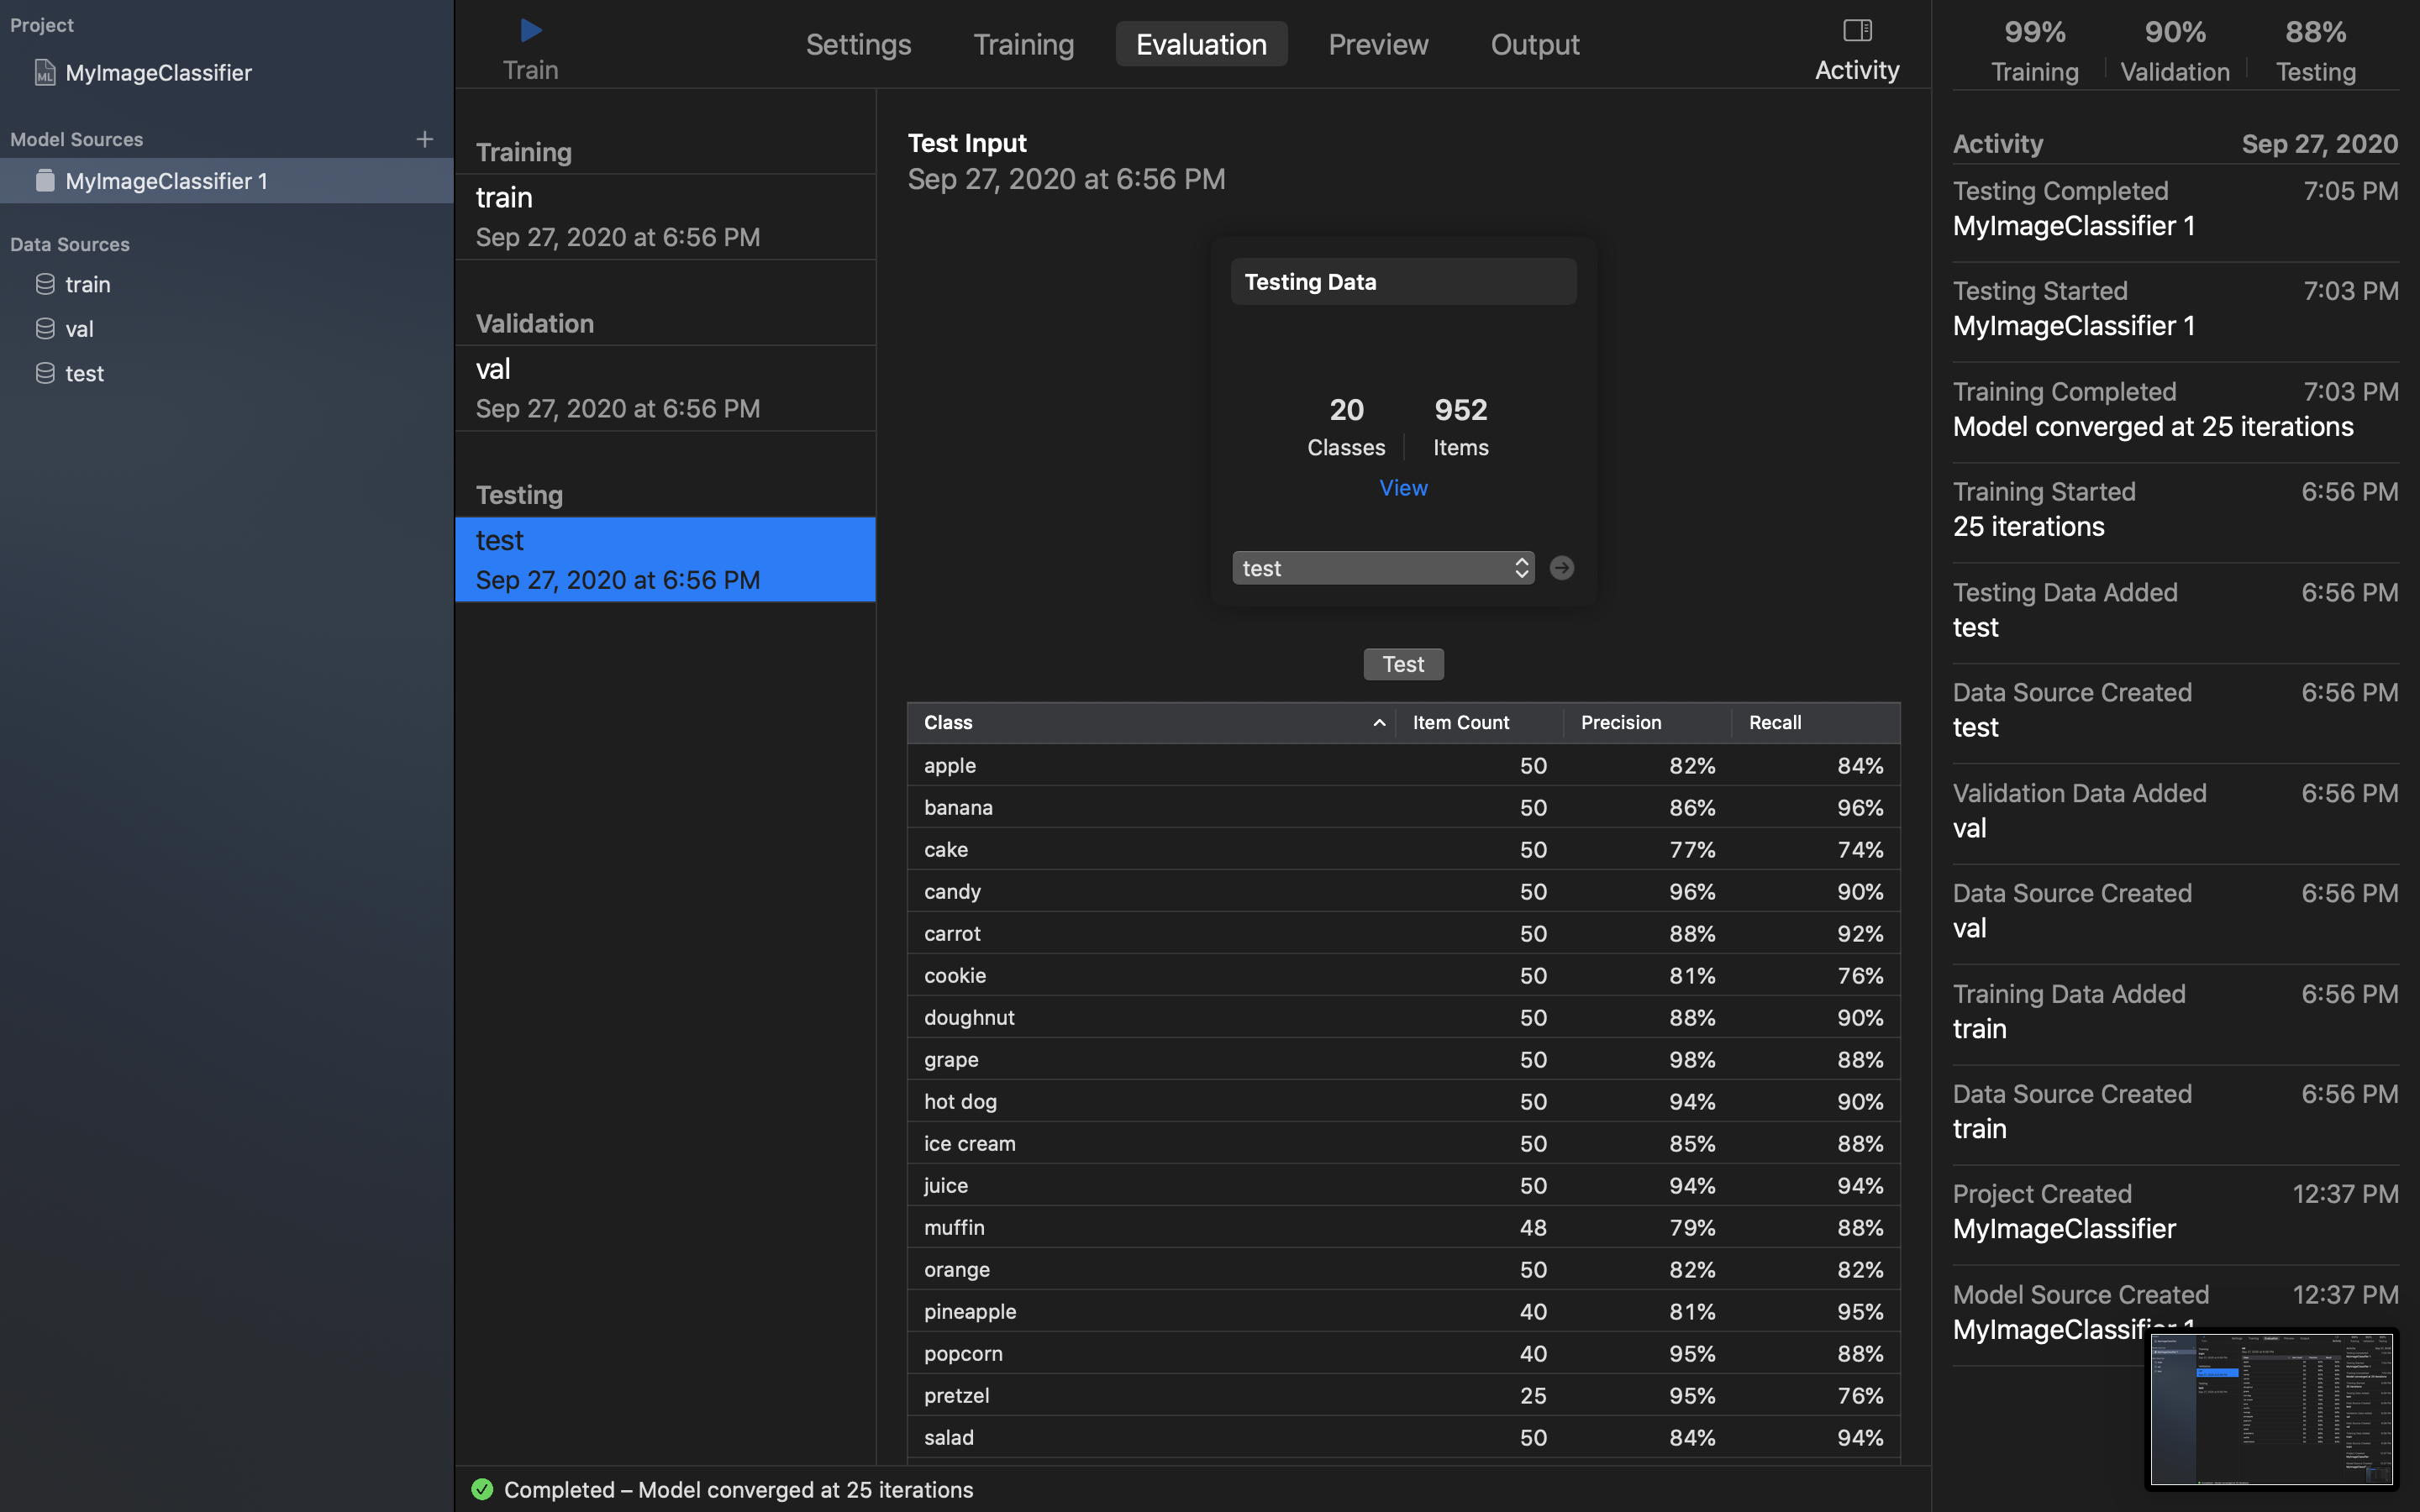 Project
MyImageClassifier
Model Sources +
MyImageClassifier 1
Data Sources
train
val
test
Train
Settings Training Evaluation Preview Output
Activity
Training
train
Sep 27, 2020 at 6:56 PM
Validation
val
Sep 27, 2020 at 6:56 PM
Testing
test
Sep 27, 2020 at 6:56 PM
Test Input
Sep 27, 2020 at 6:56 PM
Testing Data
20 952
Classes Items
View
test
Test
Class Item Count Precision Recall
apple 50 82% 84%
banana 50 86% 96%
cake 50 77% 74%
candy 50 96% 90%
carrot 50 88% 92%
cookie 50 81% 76%
doughnut 50 88% 90%
grape 50 98% 88%
hot dog 50 94% 90%
ice cream 50 85% 88%
juice 50 94% 94%
muffin 48 79% 88%
orange 50 82% 82%
pineapple 40 81% 95%
popcorn 40 95% 88%
pretzel 25 95% 76%
salad 50 84% 94%
Completed – Model converged at 25 iterations
99% 90% 88%
Training Validation Testing
Activity Sep 27, 2020
Testing Completed 7:05 PM
MyImageClassifier 1
Testing Started 7:03 PM
MyImageClassifier 1
Training Completed 7:03 PM
Model converged at 25 iterations
Training Started 6:56 PM
25 iterations
Testing Data Added 6:56 PM
test
Data Source Created 6:56 PM
test
Validation Data Added 6:56 PM
val
Data Source Created 6:56 PM
val
Training Data Added 6:56 PM
train
Data Source Created 6:56 PM
train
Project Created 12:37 PM
MyImageClassifier
Model Source Created 12:37 PM
MyImageClassifier 1